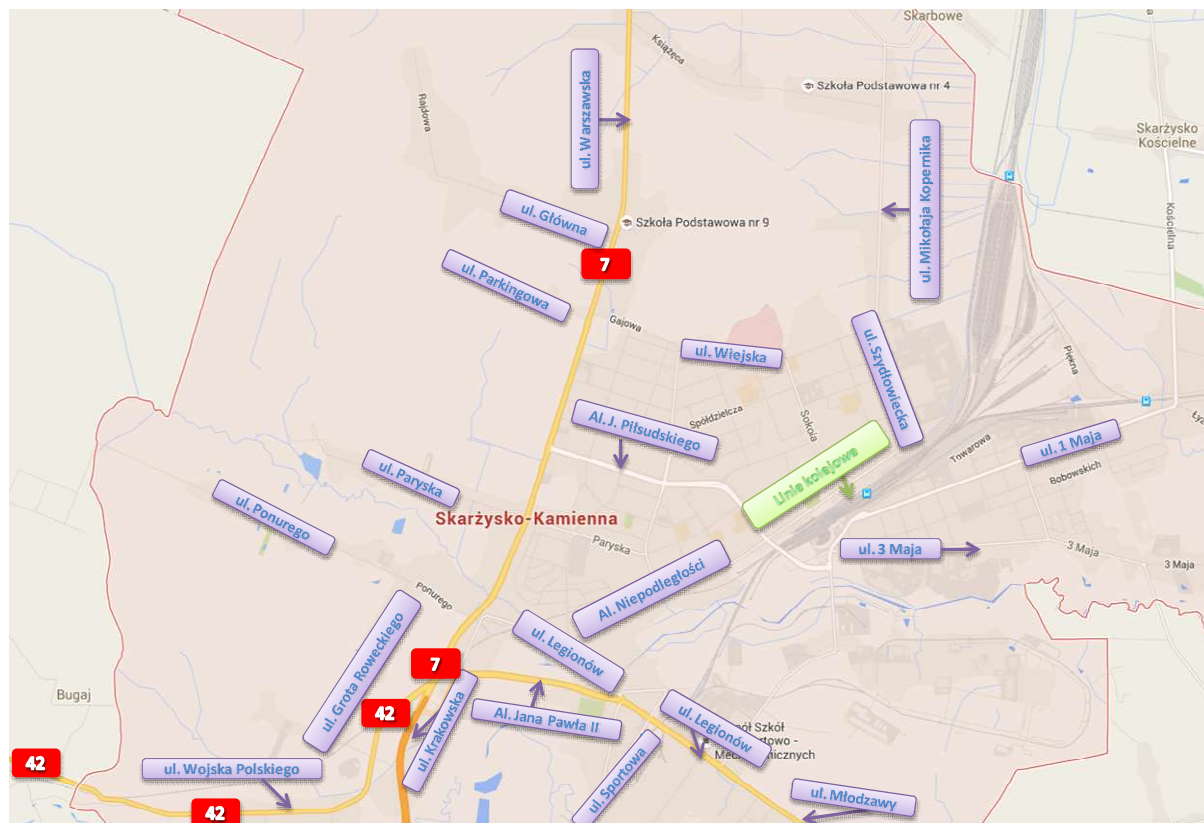 Skarbowe
Książęca
Szkoła Podstawowa nr 4
Rajdowa
ul. Warszawska
Skarżysko
Kościelne
ul. Mikołaja Kopernika
ul. Główna
Szkoła Podstawowa nr 9
Kościelna
7
ul. Parkingowa
Gajowa
ul. Wiejska
ul. Szydłowiecka
Piękna
Spółdzielcza
Sokola
Al. J. Piłsudskiego
Towarowa
ul. 1 Maja
Bobowskich
ul. Paryska
Linie kolejowe
ul. Ponurego
Skarżysko-Kamienna
Paryska
ul. 3 Maja
3 Maja
3 Maja
Ponurego
Al. Niepodległości
ul. Grota Roweckiego
ul. Legionów
7
Bugaj
42
ul. Krakowska
Al. Jana Pawła II
ul. Legionów
Szkół
42
ul. Wojska Polskiego
ul. Sportowa
ul. Młodzawy
42